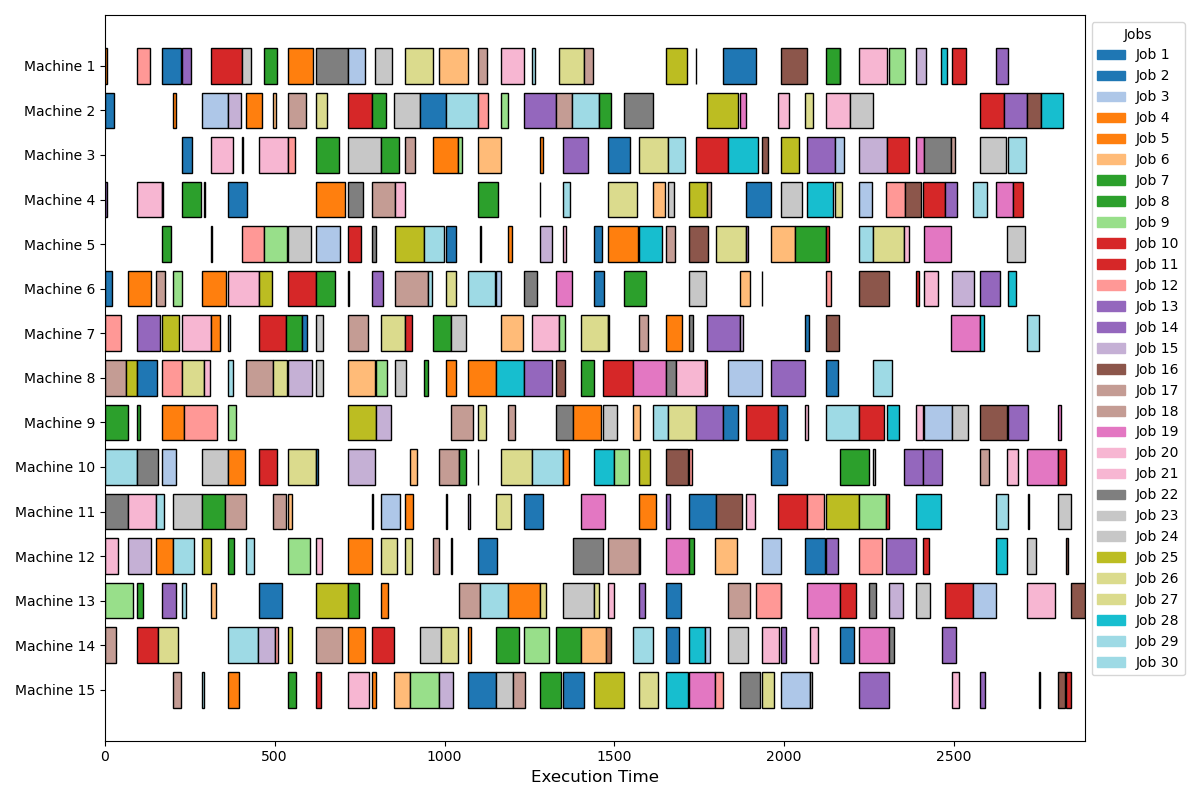 Machine 1
Machine 2
Machine 3
Machine 4
Machine 5
Machine 6
Machine 7
Machine 8
Machine 9
Machine 10
Machine 11
Machine 12
Machine 13
Machine 14
Machine 15
0 500 1000 1500 2000 2500
Execution Time
Jobs
Job 1
Job 2
Job 3
Job 4
Job 5
Job 6
Job 7
Job 8
Job 9
Job 10
Job 11
Job 12
Job 13
Job 14
Job 15
Job 16
Job 17
Job 18
Job 19
Job 20
Job 21
Job 22
Job 23
Job 24
Job 25
Job 26
Job 27
Job 28
Job 29
Job 30